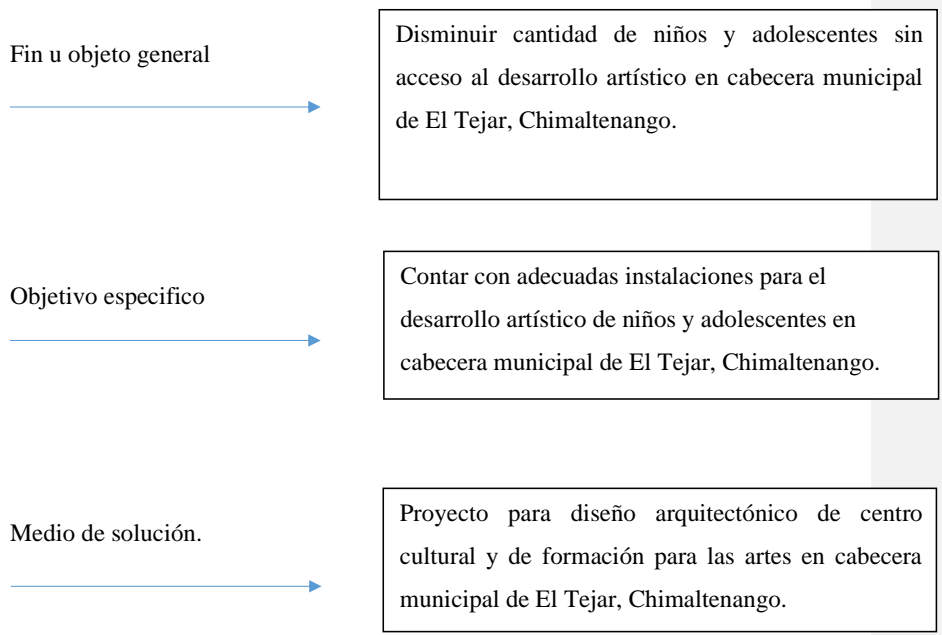 Fin u objeto general
Disminuir cantidad de niños y adolescentes sin
acceso al desarrollo artístico en cabecera municipal
de El Tejar, Chimaltenango.
Objetivo especifico
Contar con adecuadas instalaciones para el
desarrollo artístico de niños y adolescentes en
cabecera municipal de El Tejar, Chimaltenango.
Medio de solución.
Proyecto para diseño arquitectónico de centro
cultural y de formación para las artes en cabecera
municipal de El Tejar, Chimaltenango.